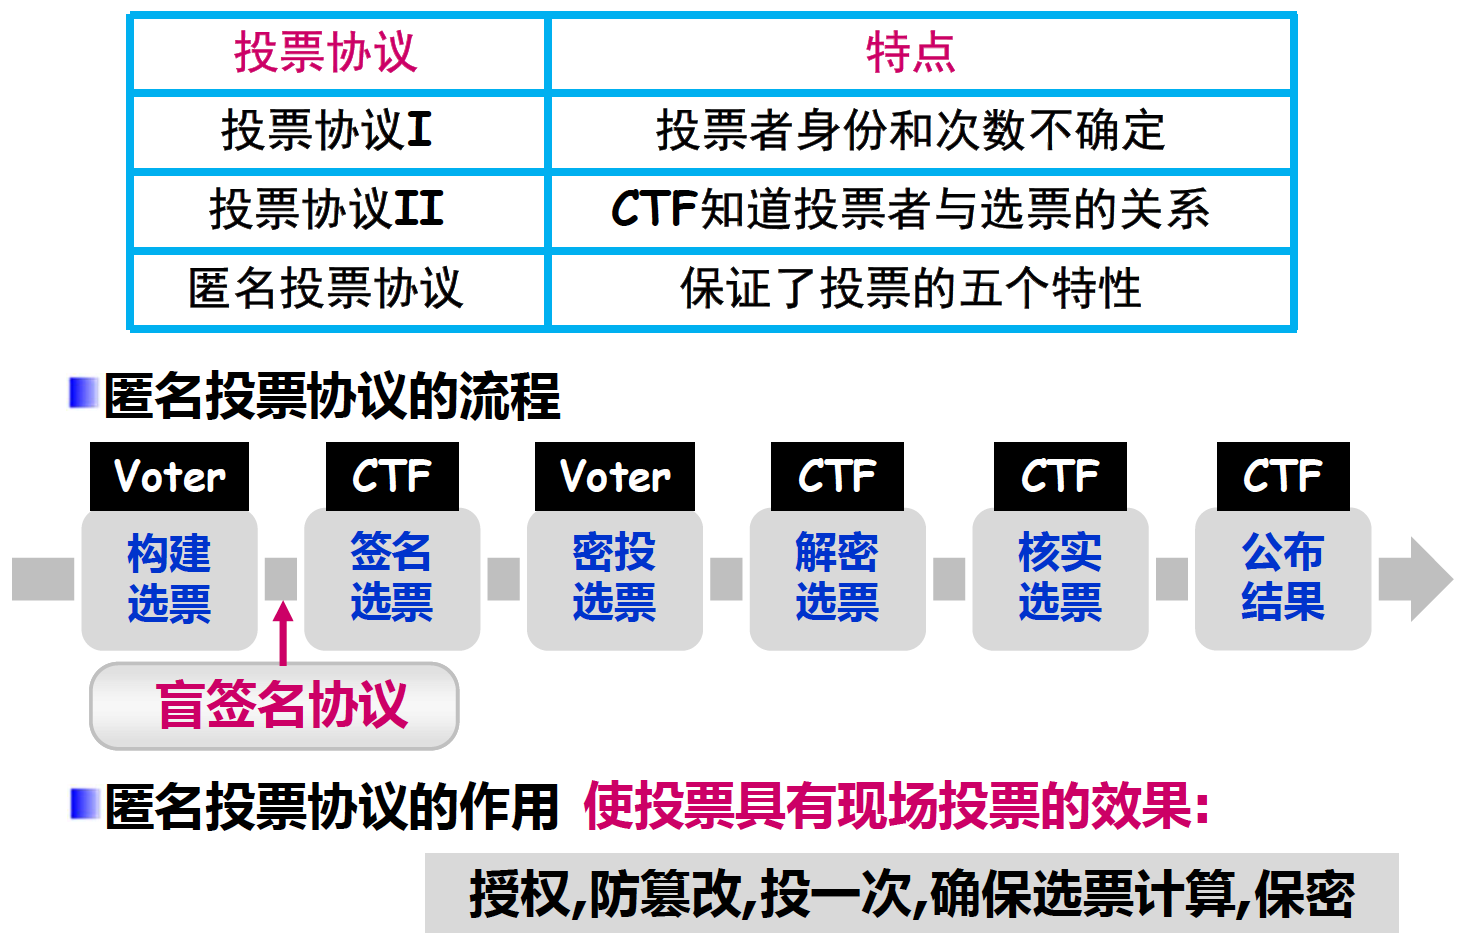 投票协议 特点
投票协议I 投票者身份和次数不确定
投票协议II CTF知道投票者与选票的关系
匿名投票协议 保证了投票的五个特性
匿名投票协议的流程
Voter CTF Voter CTF CTF CTF
构建 签名 密投 解密 核实 公布
选票 选票 选票 选票 选票 结果
盲签名协议
匿名投票协议的作用 使投票具有现场投票的效果:
授权,防篡改,投一次,确保选票计算,保密